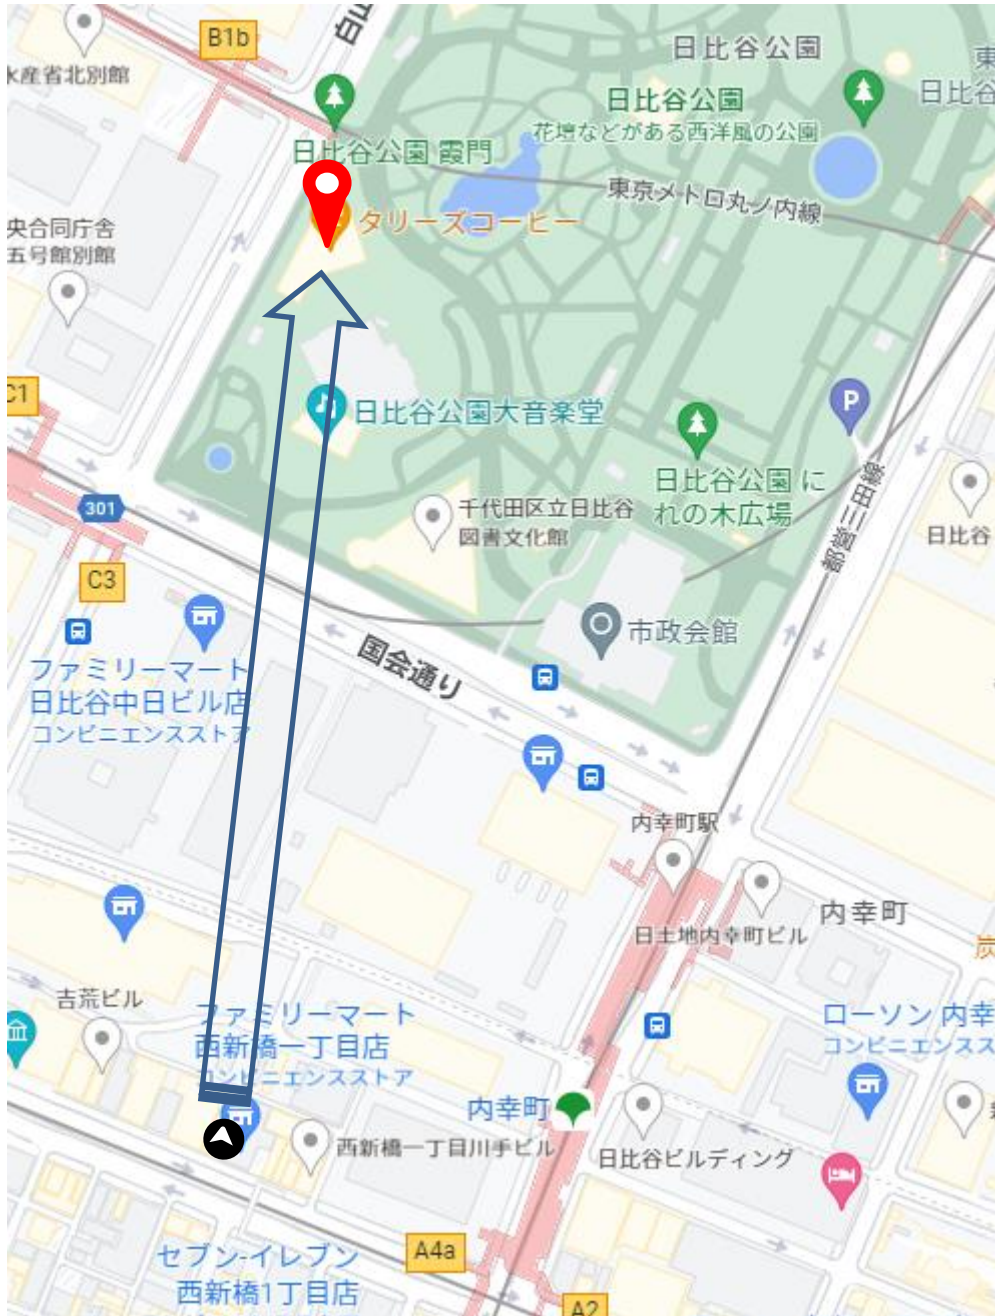 B1b
白山
日比谷公園
水産省北別館
日比谷公園
花壇などがある西洋風の公園
東
日比谷
日比谷公園 霞門
東京メトロ丸ノ内線
タリーズコーヒー
央合同庁舎
五号館別館
C1
日比谷公園大音楽堂
P
日比谷公園 に
れの木広場
301
千代田区立日比谷
図書文化館
都営三田線
日比谷
C3
市政会館
国会通り
ファミリーマート
日比谷中日ビル店
コンビニエンスストア
内幸町駅
内幸町
日土地内幸町ビル
炭
吉荒ビル
ファミリーマート
西新橋一丁目店
コンビニエンスストア
ローソン 内幸
コンビニエンスス
内幸町
西新橋一丁目川手ビル
日比谷ビルディング
セブン-イレブン
西新橋1丁目店
A4a
A2